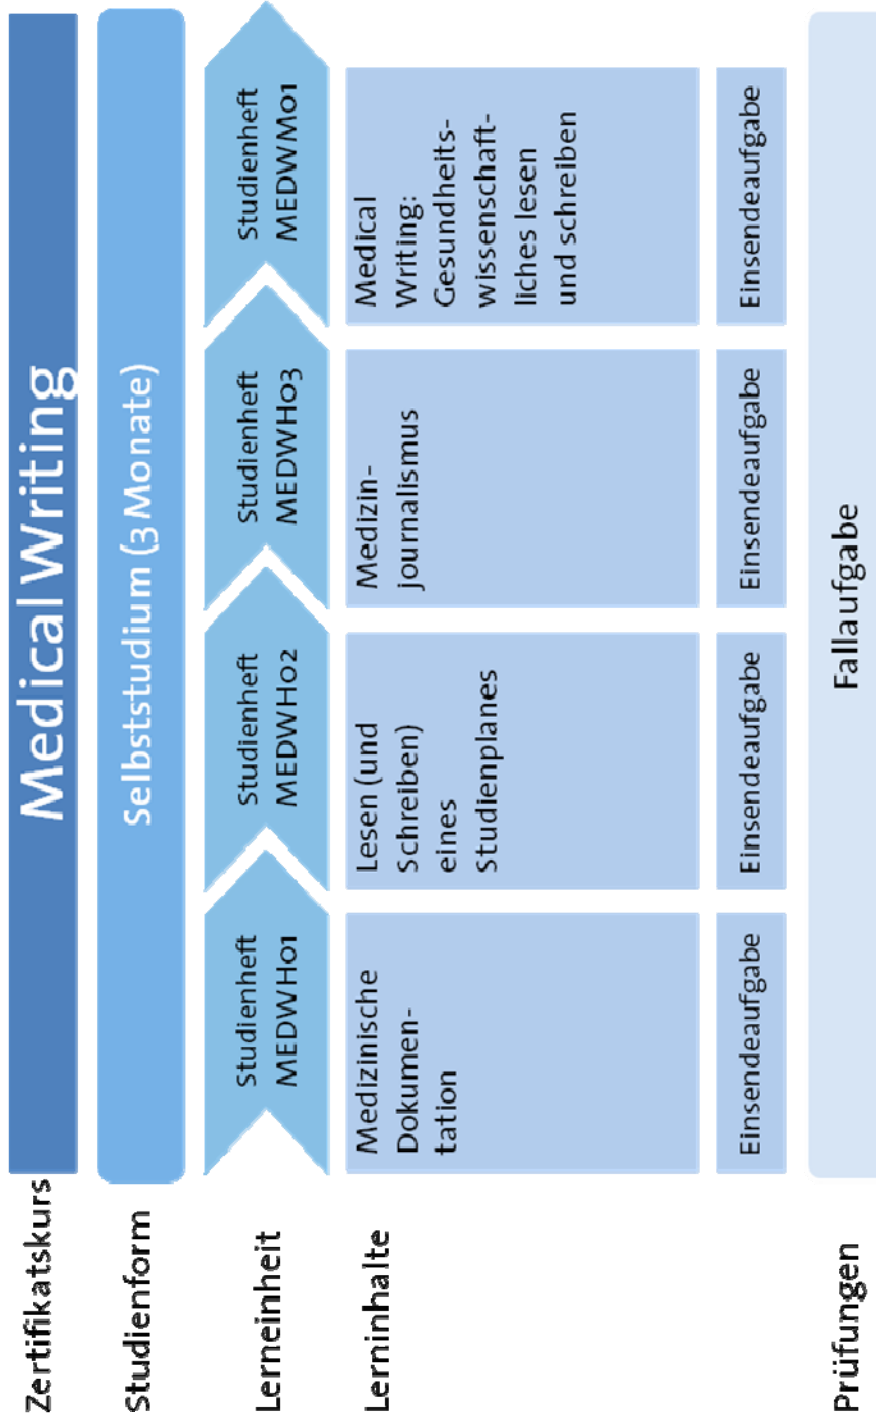 Zertifikatskurs
Medical Writing
Studienform
Selbststudium (3 Monate)
Lerneinheit
Studienheft
MEDWH01
Studienheft
MEDWH02
Studienheft
MEDWH03
Studienheft
MEDWM01
Lerninhalte
Medizinische
Dokumen-
tation
Lesen (und
Schreiben)
eines
Studienplanes
Medizin-
journalismus
Medical
Writing:
Gesundheits-
wissenschaft-
liches lesen
und schreiben
Einsendeaufgabe
Einsendeaufgabe
Einsendeaufgabe
Einsendeaufgabe
Prüfungen
Fallaufgabe